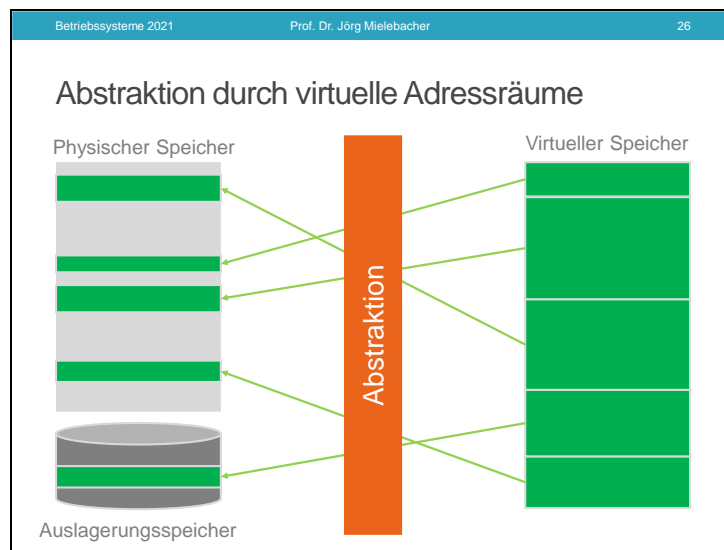 Betriebssysteme 2021 Prof. Dr. Jörg Mielebacher 26
Abstraktion durch virtuelle Adressräume
Physischer Speicher
Virtueller Speicher
Abstraktion
Auslagerungsspeicher